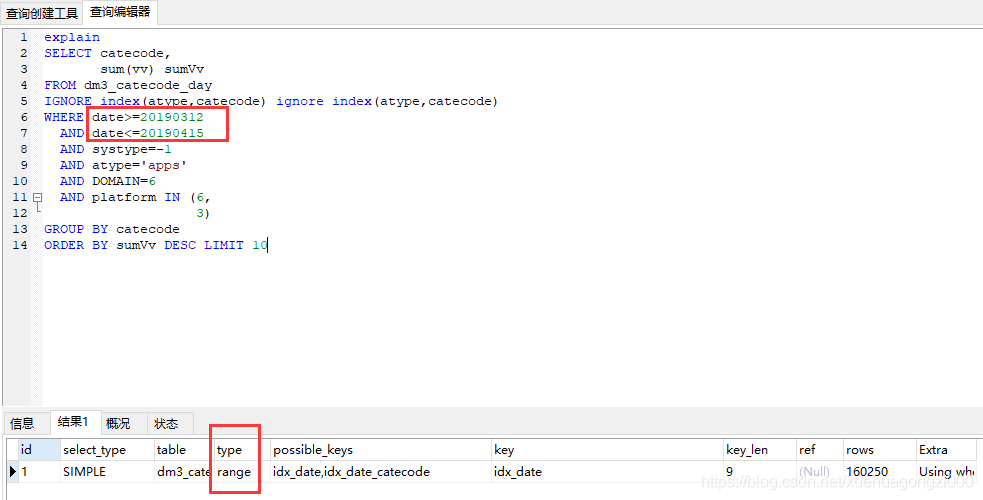 查询创建工具 查询编辑器
1 explain
2 SELECT catecode,
3 sum(vv) sumVv
4 FROM dm3_catecode_day
5 IGNORE index(atype,catecode) ignore index(atype,catecode)
6 WHERE date>=20190312
7 AND date<=20190415
8 AND systype=-1
9 AND atype='apps'
10 AND DOMAIN=6
11 AND platform IN (6,
12 3)
13 GROUP BY catecode
14 ORDER BY sumVv DESC LIMIT 10
信息 结果1 概况 状态
id select_type table type possible_keys key key_len ref rows Extra
1 SIMPLE dm3_cate range idx_date,idx_date_catecode idx_date 9 (Null) 160250 Using whe
https://blog.csdn.net/xuehuagongzi000